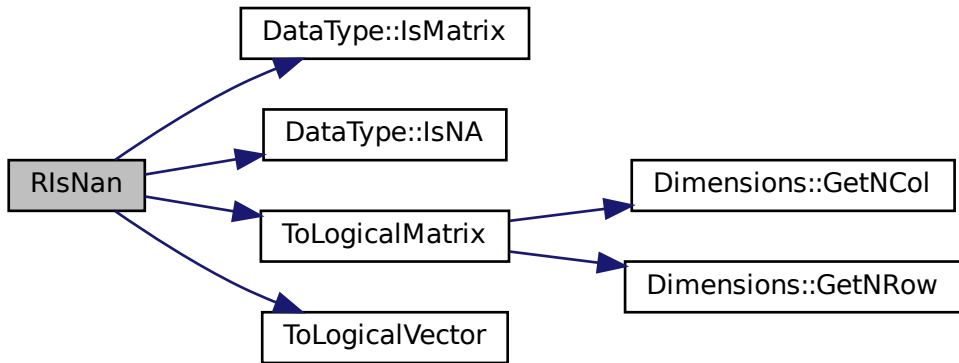 DataType::IsMatrix
DataType::IsNA
RIsNan
Dimensions::GetNCol
ToLogicalMatrix
Dimensions::GetNRow
ToLogicalVector